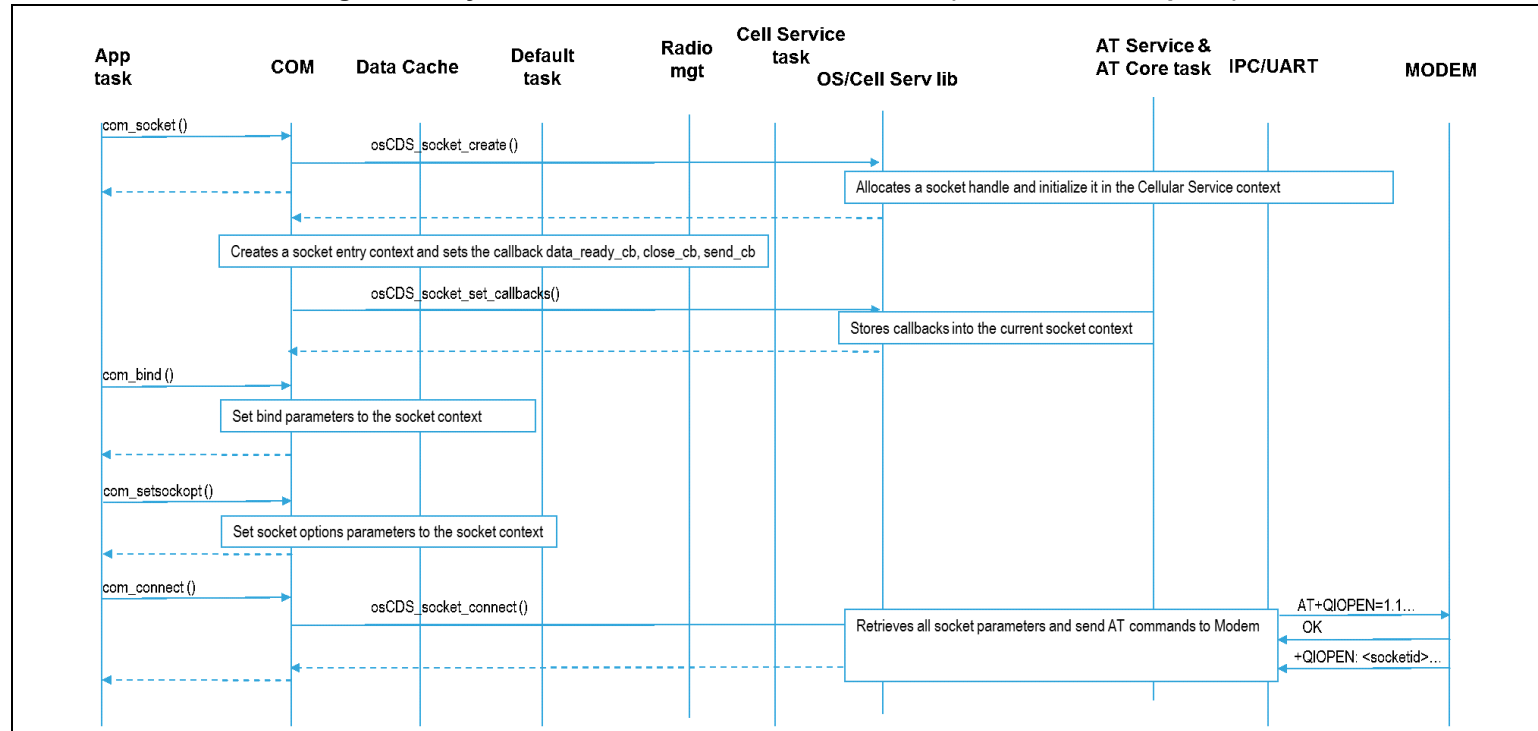 App
task
COM
Data Cache
Default
task
Radio
mgt
Cell Service
task
OS/Cell Serv lib
AT Service &
AT Core task
IPC/UART
MODEM
com_socket()
osCDS_socket_create()
Allocates a socket handle and initialize it in the Cellular Service context
Creates a socket entry context and sets the callback data_ready_cb, close_cb, send_cb
osCDS_socket_set_callbacks()
Stores callbacks into the current socket context
com_bind()
Set bind parameters to the socket context
com_setsockopt()
Set socket options parameters to the socket context
com_connect()
osCDS_socket_connect()
AT+QIOPEN=1.1...
Retrieves all socket parameters and send AT commands to Modem
OK
+QIOPEN: <socketid>...